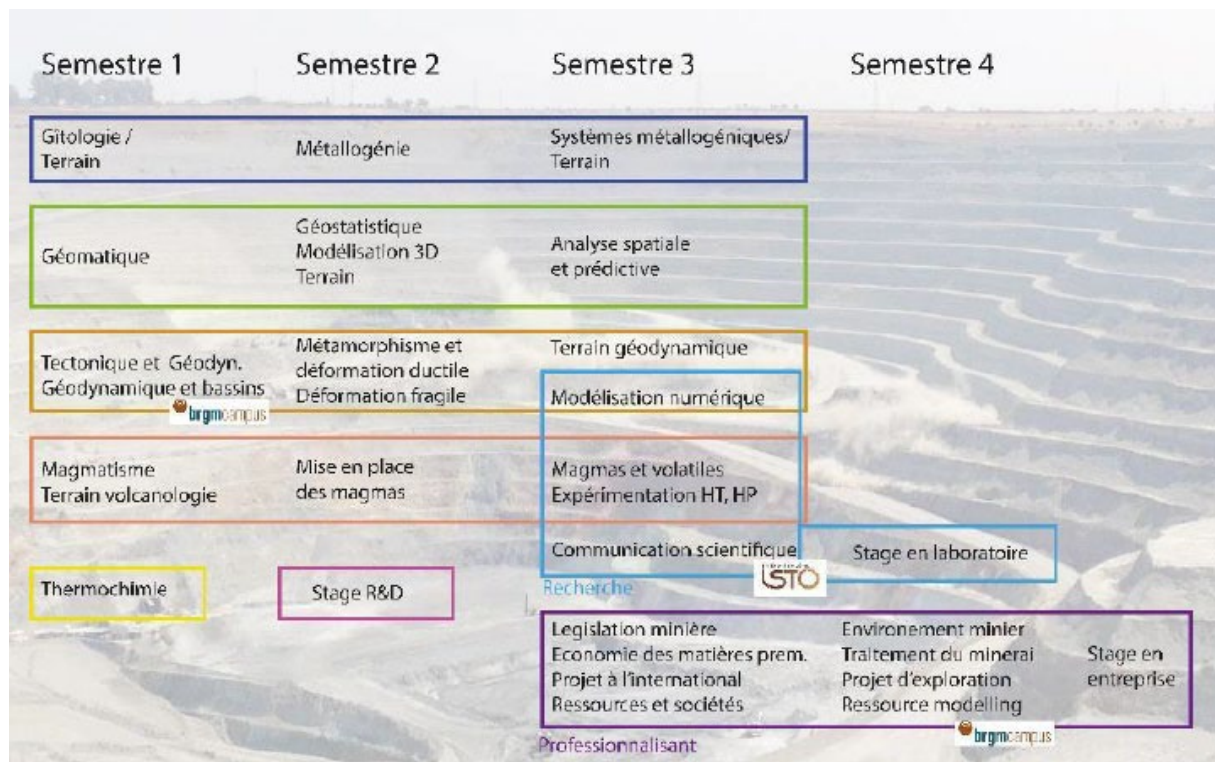 Semestre 1
Semestre 2
Semestre 3
Semestre 4
Gîtologie /
Terrain
Métallogénie
Systèmes métallogéniques/
Terrain
Géomatique
Géostatistique
Modélisation 3D
Terrain
Analyse spatiale
et prédictive
Tectonique et Géodyn.
Géodynamique et bassins
brgmcampus
Métamorphisme et
déformation ductile
Déformation fragile
Terrain géodynamique
Modélisation numérique
Magmatisme
Terrain volcanologie
Mise en place
des magmas
Magmas et volatiles
Expérimentation HT, HP
Communication scientifique
Stage en laboratoire
ISTO
Recherche
Thermochimie
Stage R&D
Legislation minière
Economie des matières prem.
Projet à l'international
Ressources et sociétés
Environement minier
Traitement du minerai
Projet d'exploration
Ressource modelling
Stage en
entreprise
brgmcampus
Professionnalisant